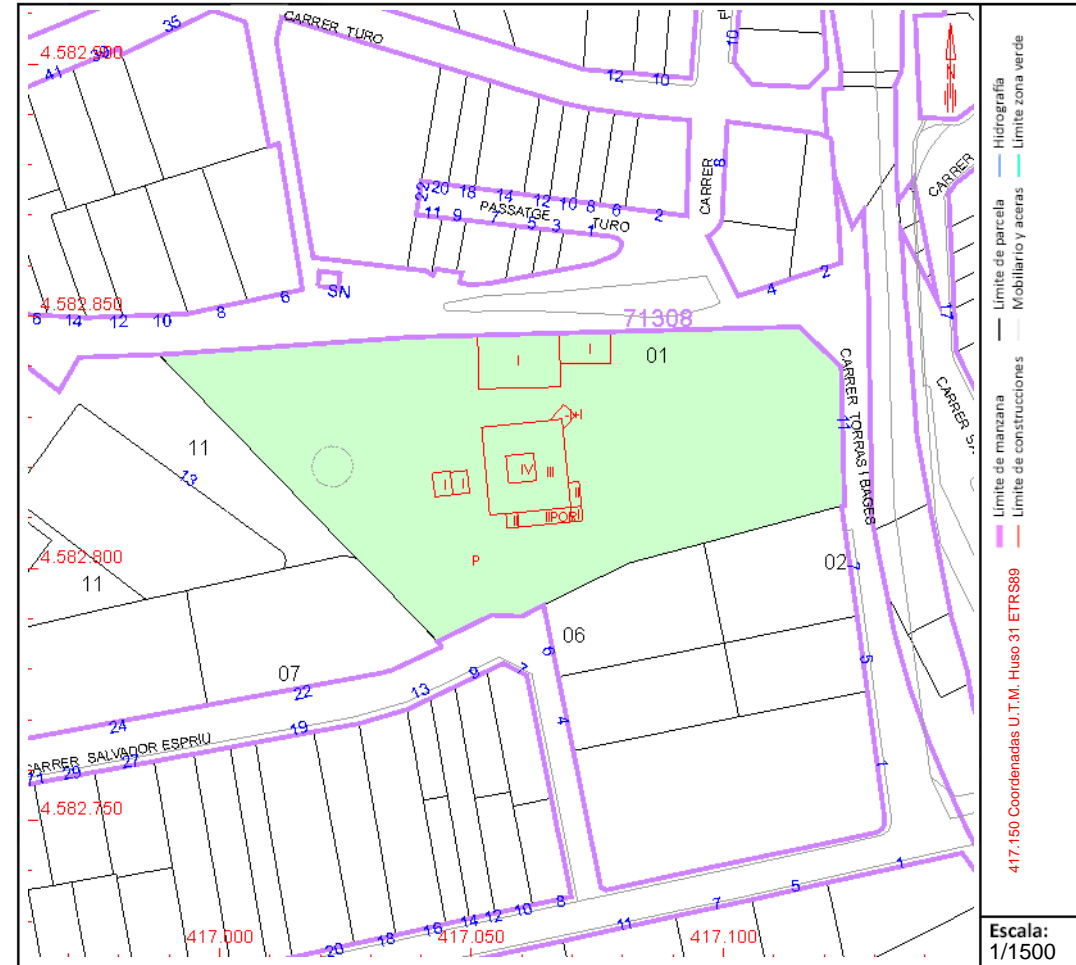 CARRER TURO
35
39
41
4.582.900
12 10
10
N
CARRER
8
CARRER
22 20 18 14 12 10 8 6 2
PASSATGE TURO
11 9 7 5 3 1
2
4
SN
6
8
10
12
14
6
4.582.850
71308
17
01
I
I
CARRER TORRAS I BAGES
11
11
13
-I+I
IV
III
I
I
II
II
IIPORI
P
4.582.800
11
02
7
06
6
07
22
24
13
9
7
5
4
CARRER SALVADOR ESPRIU
19
27
29
71
4.582.750
1
1
5
7
11
8
10
12
14
16
18
20
417.000
417.050
417.100
Hidrografía
Límite zona verde
Límite de parcela
Mobiliario y aceras
Límite de manzana
Límite de construcciones
417.150 Coordenadas U.T.M. Huso 31 ETRS89
Escala:
1/1500